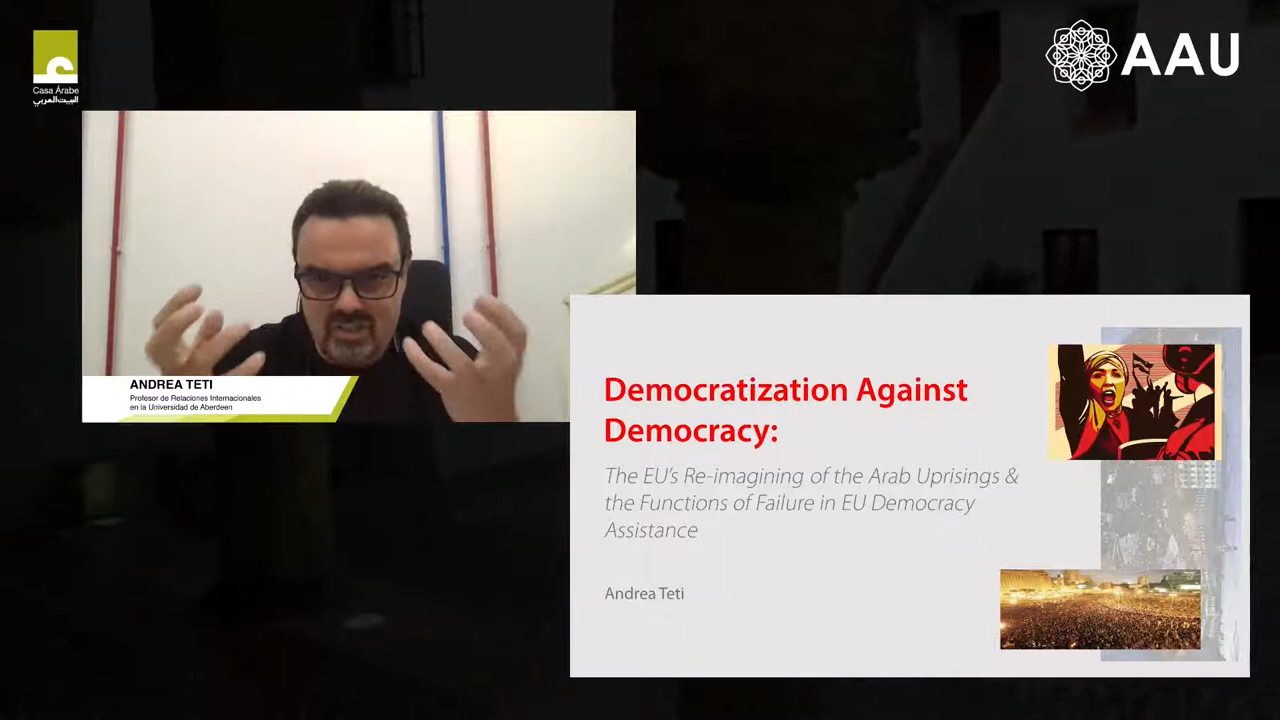 Casa Árabe
البيت العربي
AAU
ANDREA TETI
Profesor de Relaciones Internacionales
en la Universidad de Aberdeen
Democratization Against
Democracy:
The EU's Re-imagining of the Arab Uprisings &
the Functions of Failure in EU Democracy
Assistance
Andrea Teti